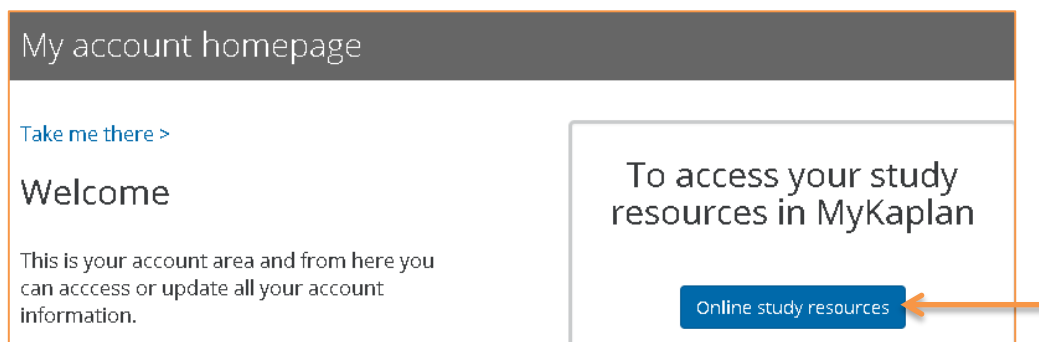 My account homepage
Take me there >
Welcome
This is your account area and from here you
can acccess or update all your account
information.
To access your study
resources in MyKaplan
Online study resources